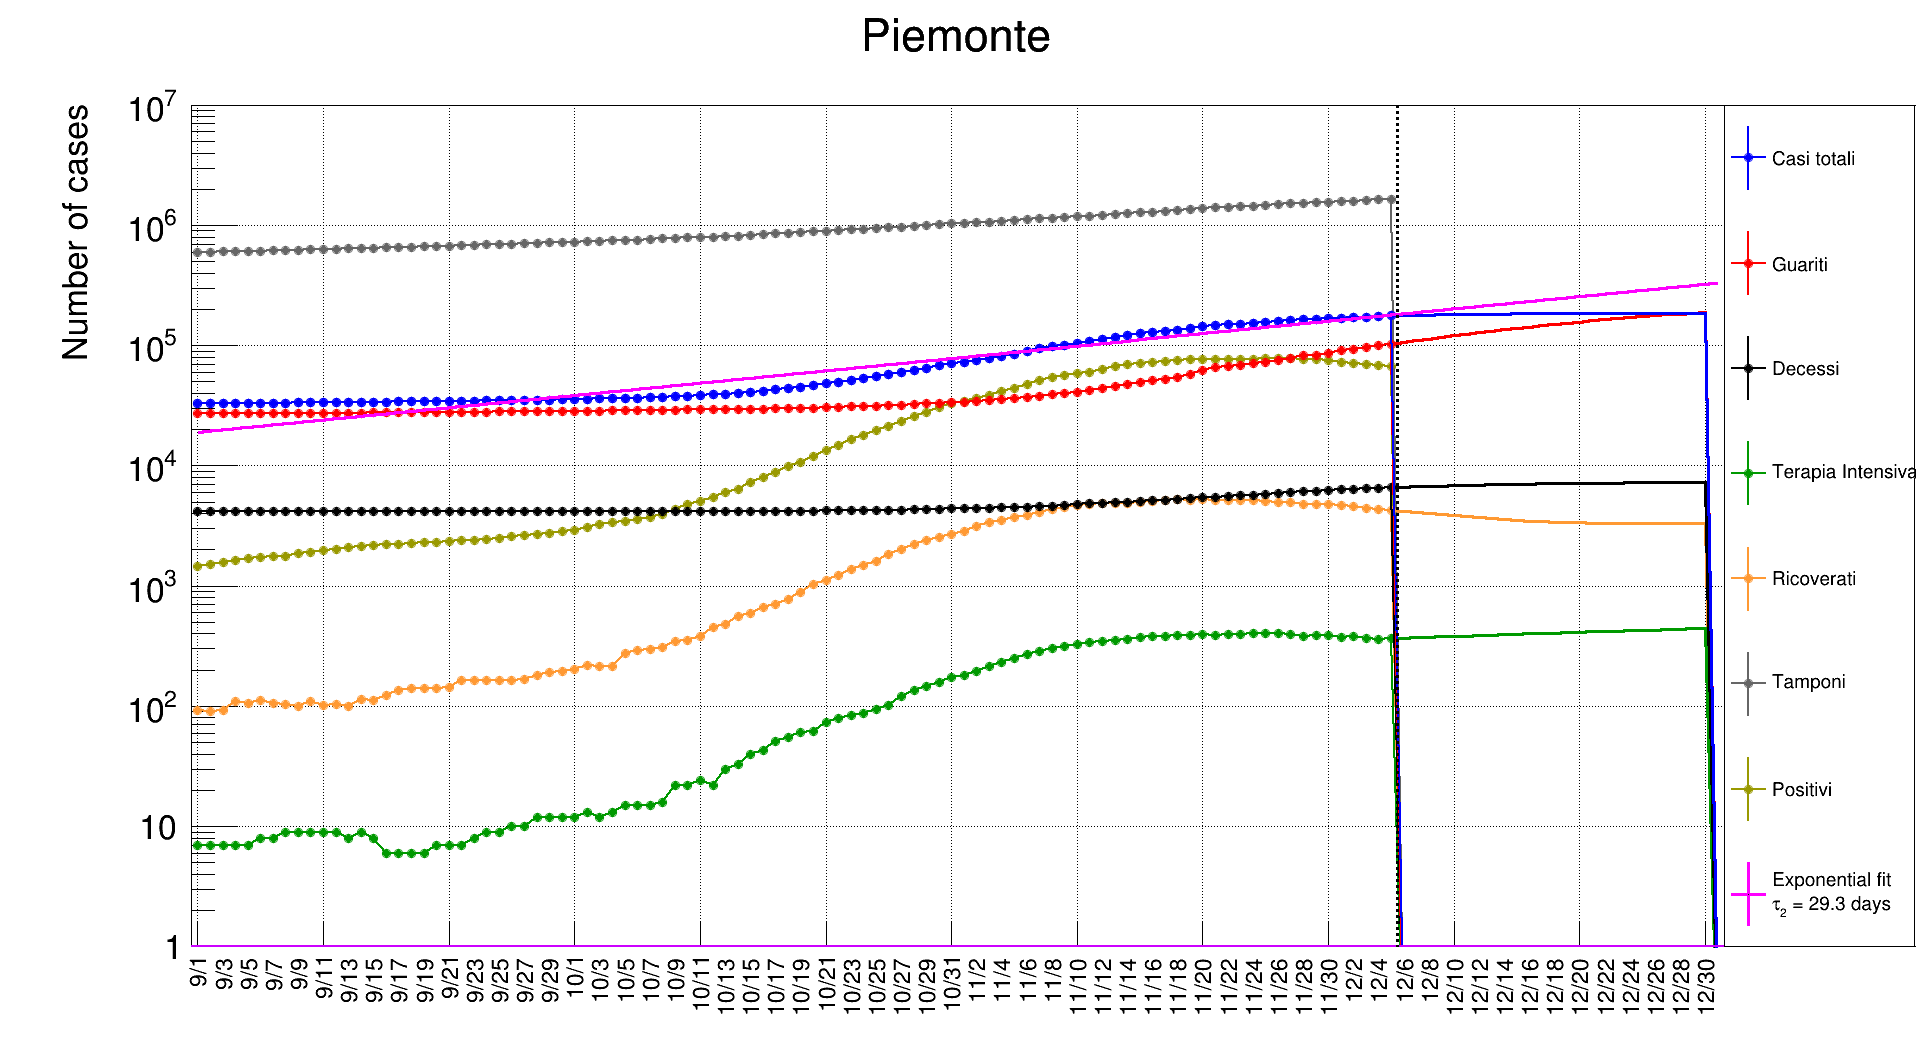 Piemonte
Number of cases
10^7
10^6
10^5
10^4
10^3
10^2
10
1
9/1 9/3 9/5 9/7 9/9 9/11 9/13 9/15 9/17 9/19 9/21 9/23 9/25 9/27 9/29 10/1 10/3 10/5 10/7 10/9 10/11 10/13 10/15 10/17 10/19 10/21 10/23 10/25 10/27 10/29 10/31 11/2 11/4 11/6 11/8 11/10 11/12 11/14 11/16 11/18 11/20 11/22 11/24 11/26 11/28 11/30 12/2 12/4 12/6 12/8 12/10 12/12 12/14 12/16 12/18 12/20 12/22 12/24 12/26 12/28 12/30
Casi totali
Guariti
Decessi
Terapia Intensiva
Ricoverati
Tamponi
Positivi
Exponential fit
τ_2 = 29.3 days